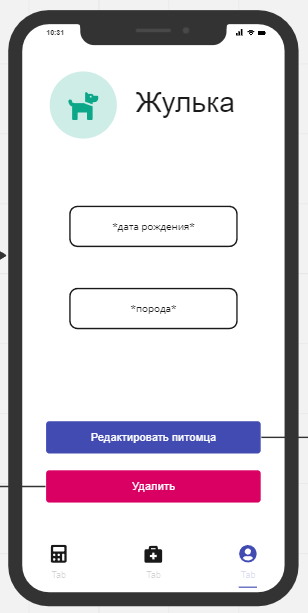 10:31
Жулька
*дата рождения*
*порода*
Редактировать питомца
Удалить
Tab Tab Tab